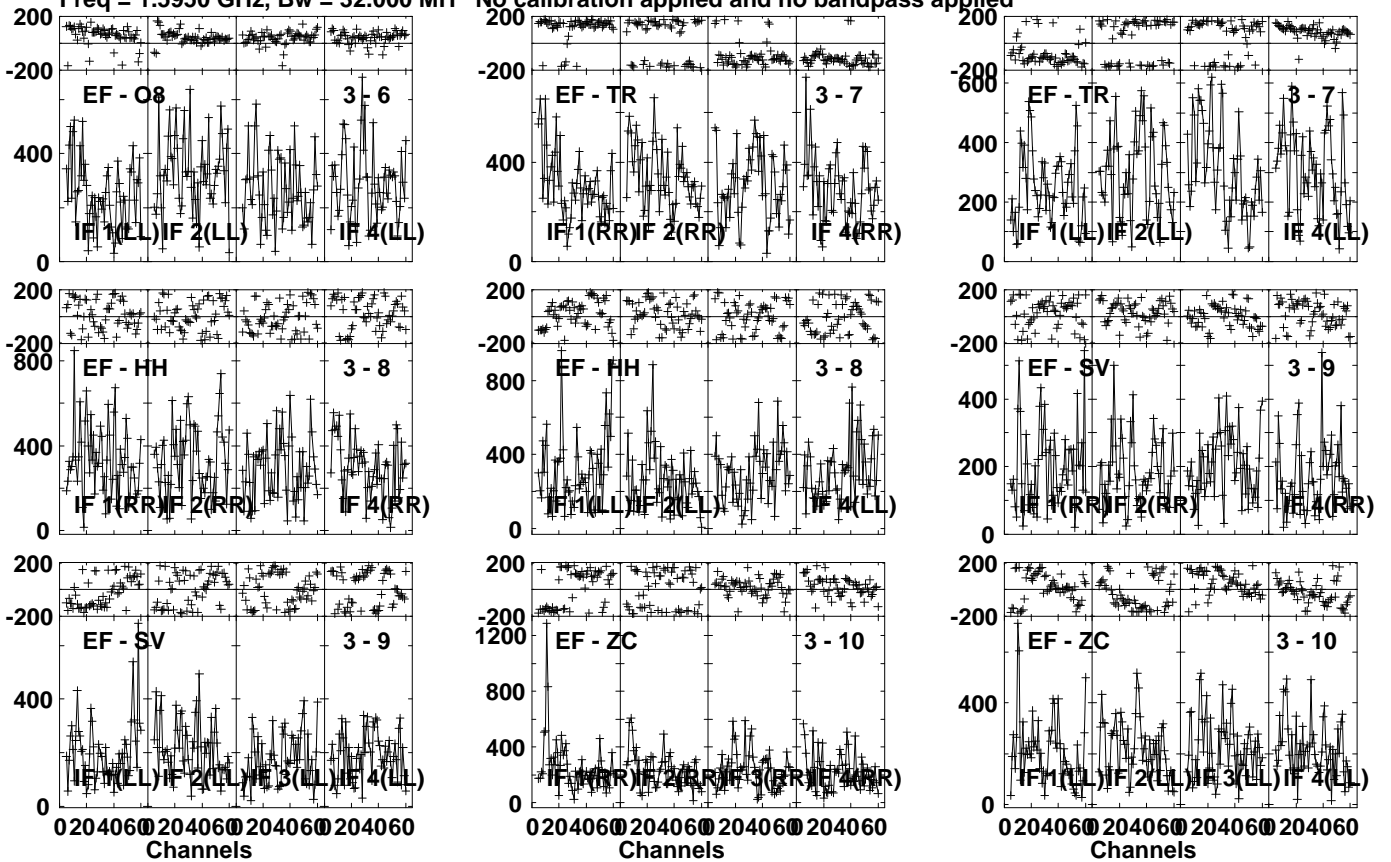 Freq = 1.5950 GHz, Bw = 32.000 MH No calibration applied and no bandpass applied
200
-200
EF - O8 3 - 6
400
IF 1(LL) IF 2(LL) IF 4(LL)
0
200
-200
EF - TR 3 - 7
400
IF 1(RR) IF 2(RR) IF 4(RR)
0
200
-200
600
EF - TR 3 - 7
400
200
IF 1(LL) IF 2(LL) IF 4(LL)
0
200
-200
800
EF - HH 3 - 8
400
IF 1(RR) IF 2(RR) IF 4(RR)
0
200
-200
EF - HH 3 - 8
800
400
IF 1(LL) IF 2(LL) IF 4(LL)
0
200
-200
EF - SV 3 - 9
400
200
IF 1(RR) IF 2(RR) IF 4(RR)
0
200
-200
EF - SV 3 - 9
400
IF 1(LL) IF 2(LL) IF 3(LL) IF 4(LL)
0
0 20 40 60 0 20 40 60 0 20 40 60 0 20 40 60
Channels
200
-200
1200
EF - ZC 3 - 10
800
400
IF 1(RR) IF 2(RR) IF 3(RR) IF 4(RR)
0
0 20 40 60 0 20 40 60 0 20 40 60 0 20 40 60
Channels
200
-200
EF - ZC 3 - 10
400
IF 1(LL) IF 2(LL) IF 3(LL) IF 4(LL)
0
0 20 40 60 0 20 40 60 0 20 40 60 0 20 40 60
Channels